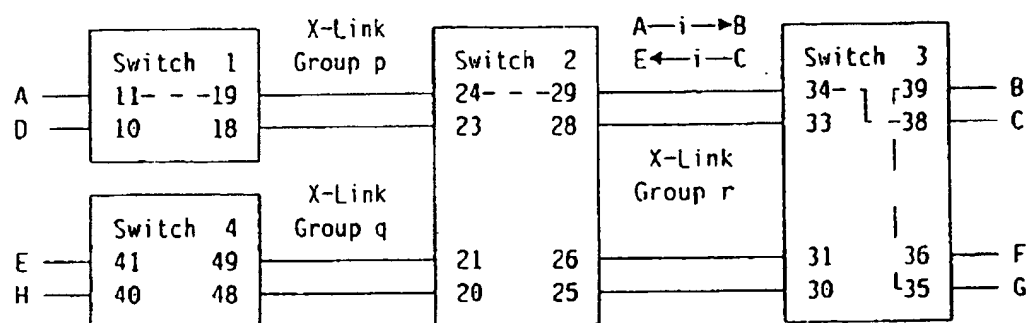 X-Link
Group p
A—i→B
E←i—C
Switch 1
Switch 2
Switch 3
A
11- - -19
24- - -29
34-
39
B
D
10 18
23 28
33
-38
C
X-Link
Group q
X-Link
Group r
Switch 4
E
41 49
21 26
31 36
F
H
40 48
20 25
30 35
G